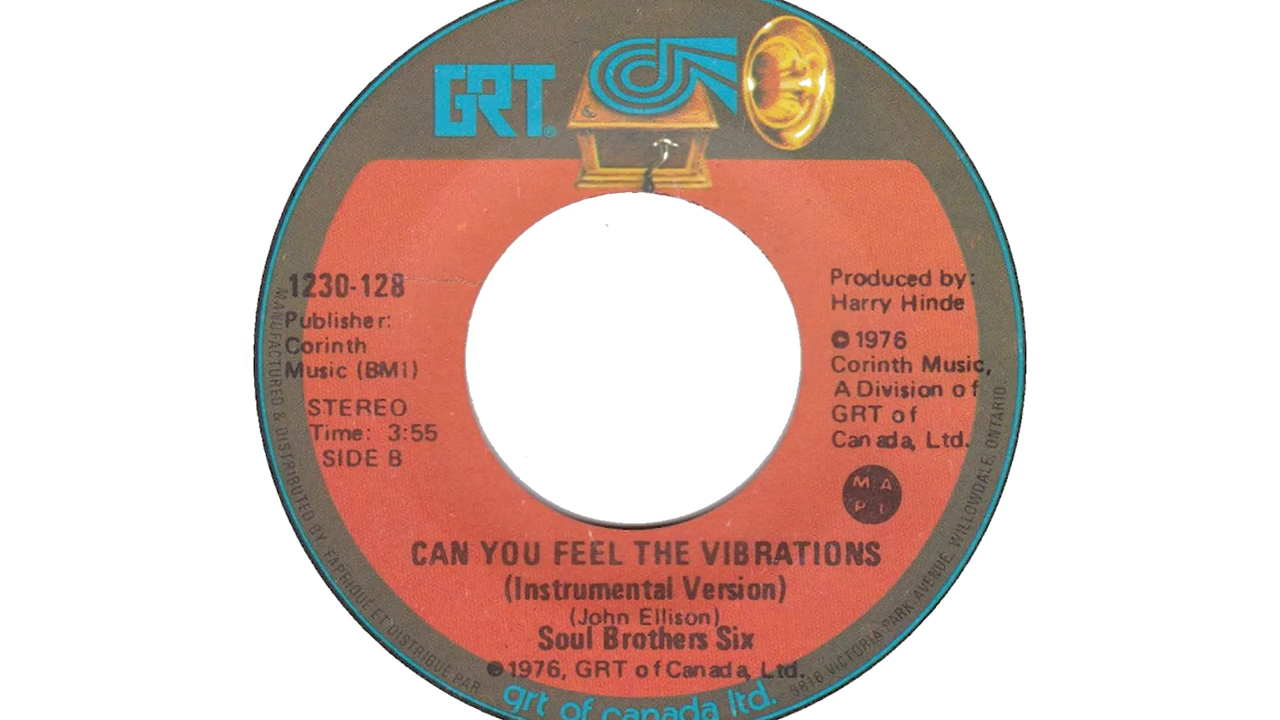 GRT®
1230-128
Publisher:
Corinth
Music (BMI)
STEREO
Time: 3:55
SIDE B
Produced by:
Harry Hinde
℗ 1976
Corinth Music,
A Division of
GRT of
Canada, Ltd.
M A
P L
CAN YOU FEEL THE VIBRATIONS
(Instrumental Version)
(John Ellison)
Soul Brothers Six
℗ 1976, GRT of Canada, Ltd.
MANUFACTURED & DISTRIBUTED BY / FABRIQUÉ ET DISTRIBUÉ PAR
grt of canada ltd.
3816 VICTORIA PARK AVENUE, WILLOWDALE, ONTARIO.